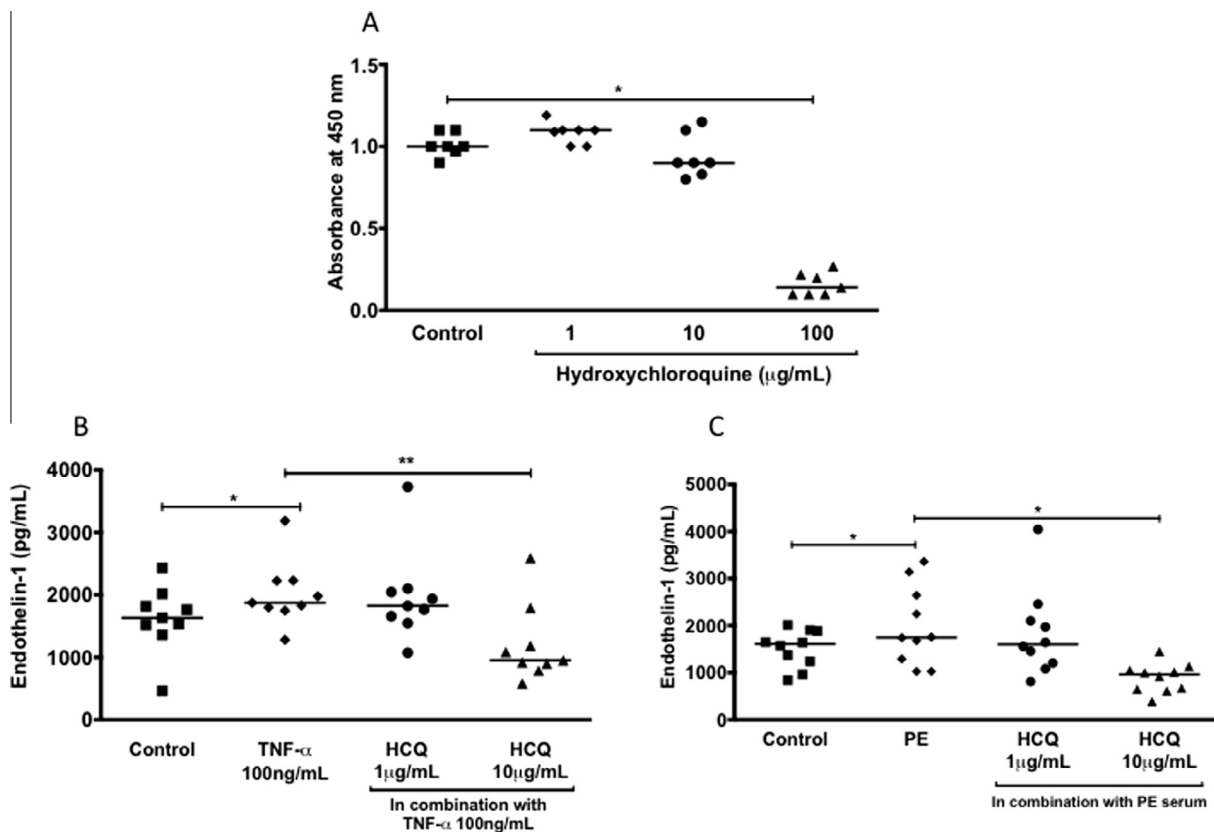 A
Absorbance at 450 nm
1.5
1.0
0.5
0.0
*
Control
1
10
100
Hydroxychloroquine (μg/mL)
B
Endothelin-1 (pg/mL)
4000
3000
2000
1000
0
*
**
Control
TNF-α
100ng/mL
HCQ
1μg/mL
HCQ
10μg/mL
In combination with
TNF-α 100ng/mL
C
Endothelin-1 (pg/mL)
5000
4000
3000
2000
1000
0
*
*
Control
PE
HCQ
1μg/mL
HCQ
10μg/mL
In combination with PE serum